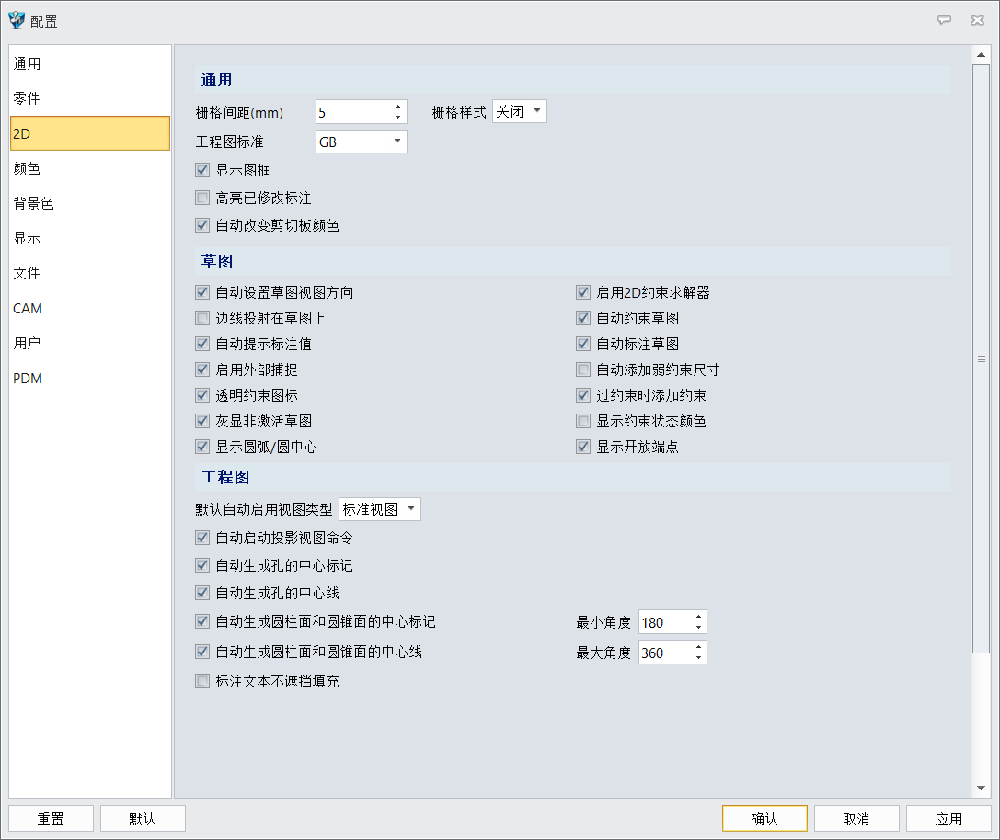 配置
通用
零件
2D
颜色
背景色
显示
文件
CAM
用户
PDM
通用
栅格间距(mm) 5 栅格样式 关闭
工程图标准 GB
显示图框
高亮已修改标注
自动改变剪切板颜色
草图
自动设置草图视图方向 启用2D约束求解器
边线投射在草图上 自动约束草图
自动提示标注值 自动标注草图
启用外部捕捉 自动添加弱约束尺寸
透明约束图标 过约束时添加约束
灰显非激活草图 显示约束状态颜色
显示圆弧/圆中心 显示开放端点
工程图
默认自动启用视图类型 标准视图
自动启动投影视图命令
自动生成孔的中心标记
自动生成孔的中心线
自动生成圆柱面和圆锥面的中心标记 最小角度 180
自动生成圆柱面和圆锥面的中心线 最大角度 360
标注文本不遮挡填充
重置 默认 确认 取消 应用